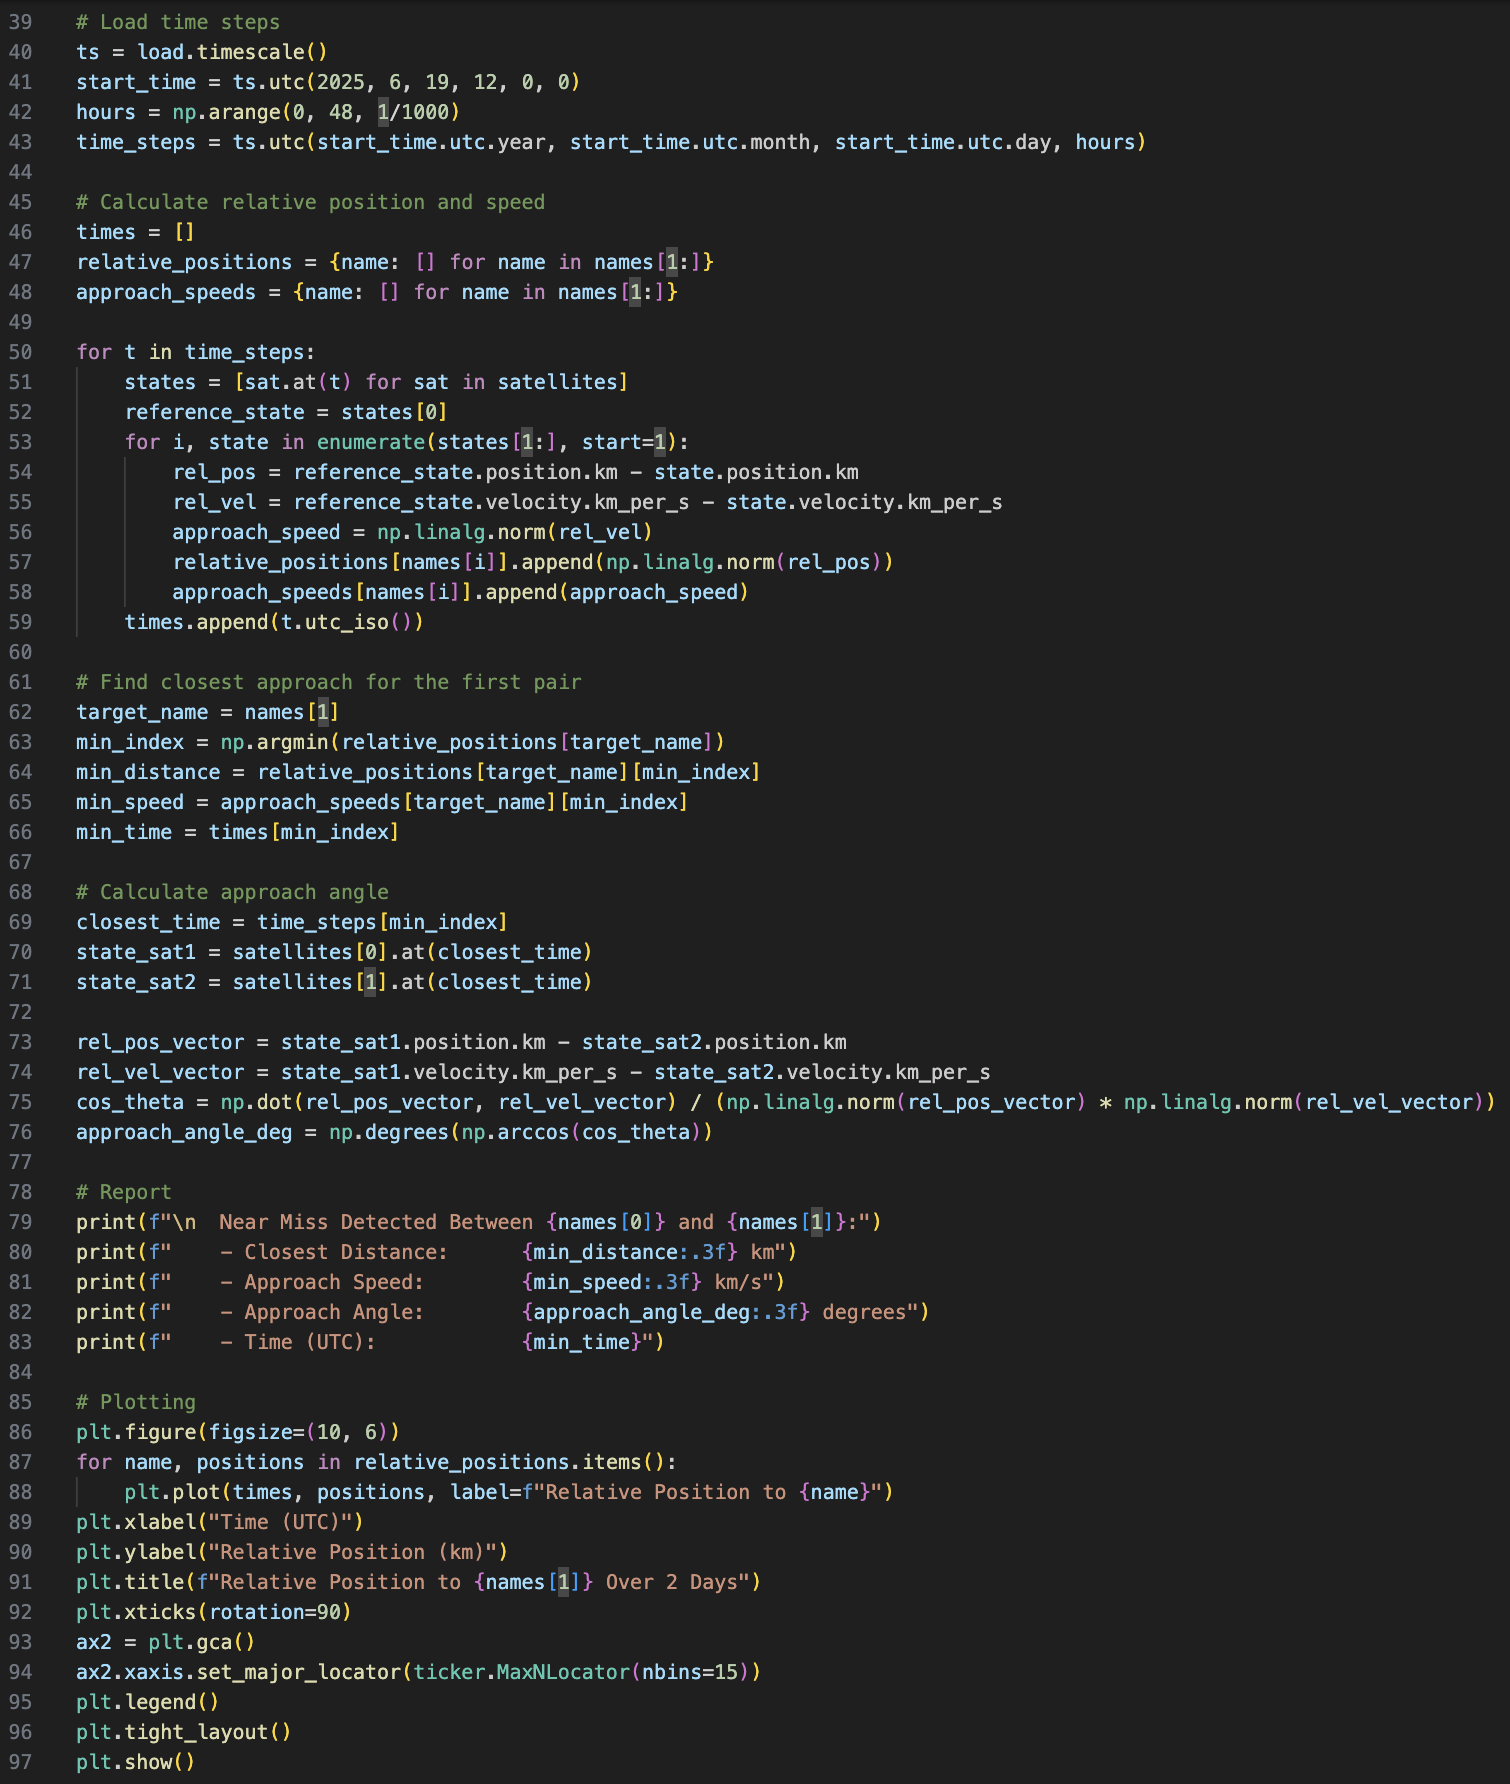 39 # Load time steps
40 ts = load.timescale()
41 start_time = ts.utc(2025, 6, 19, 12, 0, 0)
42 hours = np.arange(0, 48, 1/1000)
43 time_steps = ts.utc(start_time.utc.year, start_time.utc.month, start_time.utc.day, hours)
44
45 # Calculate relative position and speed
46 times = []
47 relative_positions = {name: [] for name in names[1:]}
48 approach_speeds = {name: [] for name in names[1:]}
49
50 for t in time_steps:
51     states = [sat.at(t) for sat in satellites]
52     reference_state = states[0]
53     for i, state in enumerate(states[1:], start=1):
54         rel_pos = reference_state.position.km - state.position.km
55         rel_vel = reference_state.velocity.km_per_s - state.velocity.km_per_s
56         approach_speed = np.linalg.norm(rel_vel)
57         relative_positions[names[i]].append(np.linalg.norm(rel_pos))
58         approach_speeds[names[i]].append(approach_speed)
59     times.append(t.utc_iso())
60
61 # Find closest approach for the first pair
62 target_name = names[1]
63 min_index = np.argmin(relative_positions[target_name])
64 min_distance = relative_positions[target_name][min_index]
65 min_speed = approach_speeds[target_name][min_index]
66 min_time = times[min_index]
67
68 # Calculate approach angle
69 closest_time = time_steps[min_index]
70 state_sat1 = satellites[0].at(closest_time)
71 state_sat2 = satellites[1].at(closest_time)
72
73 rel_pos_vector = state_sat1.position.km - state_sat2.position.km
74 rel_vel_vector = state_sat1.velocity.km_per_s - state_sat2.velocity.km_per_s
75 cos_theta = np.dot(rel_pos_vector, rel_vel_vector) / (np.linalg.norm(rel_pos_vector) * np.linalg.norm(rel_vel_vector))
76 approach_angle_deg = np.degrees(np.arccos(cos_theta))
77
78 # Report
79 print(f"\n  Near Miss Detected Between {names[0]} and {names[1]}:")
80 print(f"    - Closest Distance:      {min_distance:.3f} km")
81 print(f"    - Approach Speed:        {min_speed:.3f} km/s")
82 print(f"    - Approach Angle:        {approach_angle_deg:.3f} degrees")
83 print(f"    - Time (UTC):            {min_time}")
84
85 # Plotting
86 plt.figure(figsize=(10, 6))
87 for name, positions in relative_positions.items():
88     plt.plot(times, positions, label=f"Relative Position to {name}")
89 plt.xlabel("Time (UTC)")
90 plt.ylabel("Relative Position (km)")
91 plt.title(f"Relative Position to {names[1]} Over 2 Days")
92 plt.xticks(rotation=90)
93 ax2 = plt.gca()
94 ax2.xaxis.set_major_locator(ticker.MaxNLocator(nbins=15))
95 plt.legend()
96 plt.tight_layout()
97 plt.show()